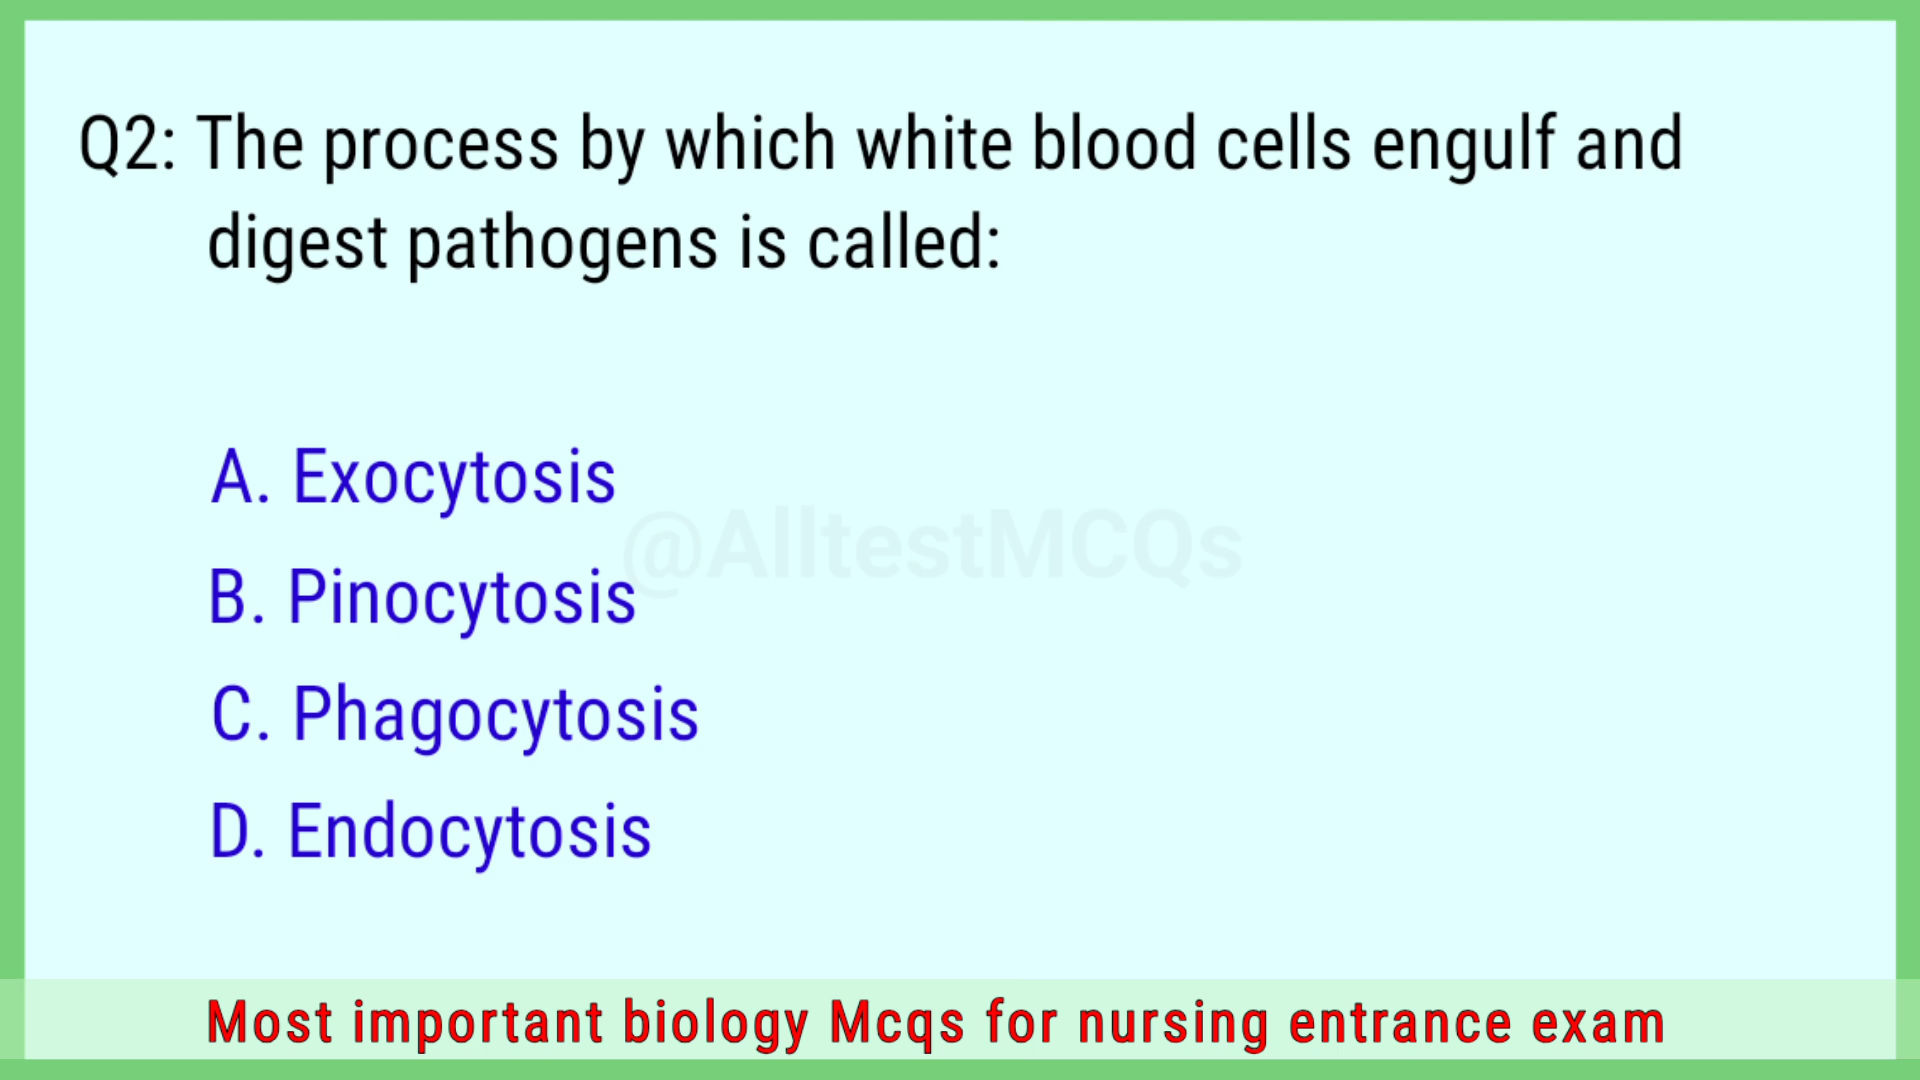 Q2: The process by which white blood cells engulf and
digest pathogens is called:
A. Exocytosis
@AlltestMCQs
B. Pinocytosis
C. Phagocytosis
D. Endocytosis
Most important biology Mcqs for nursing entrance exam